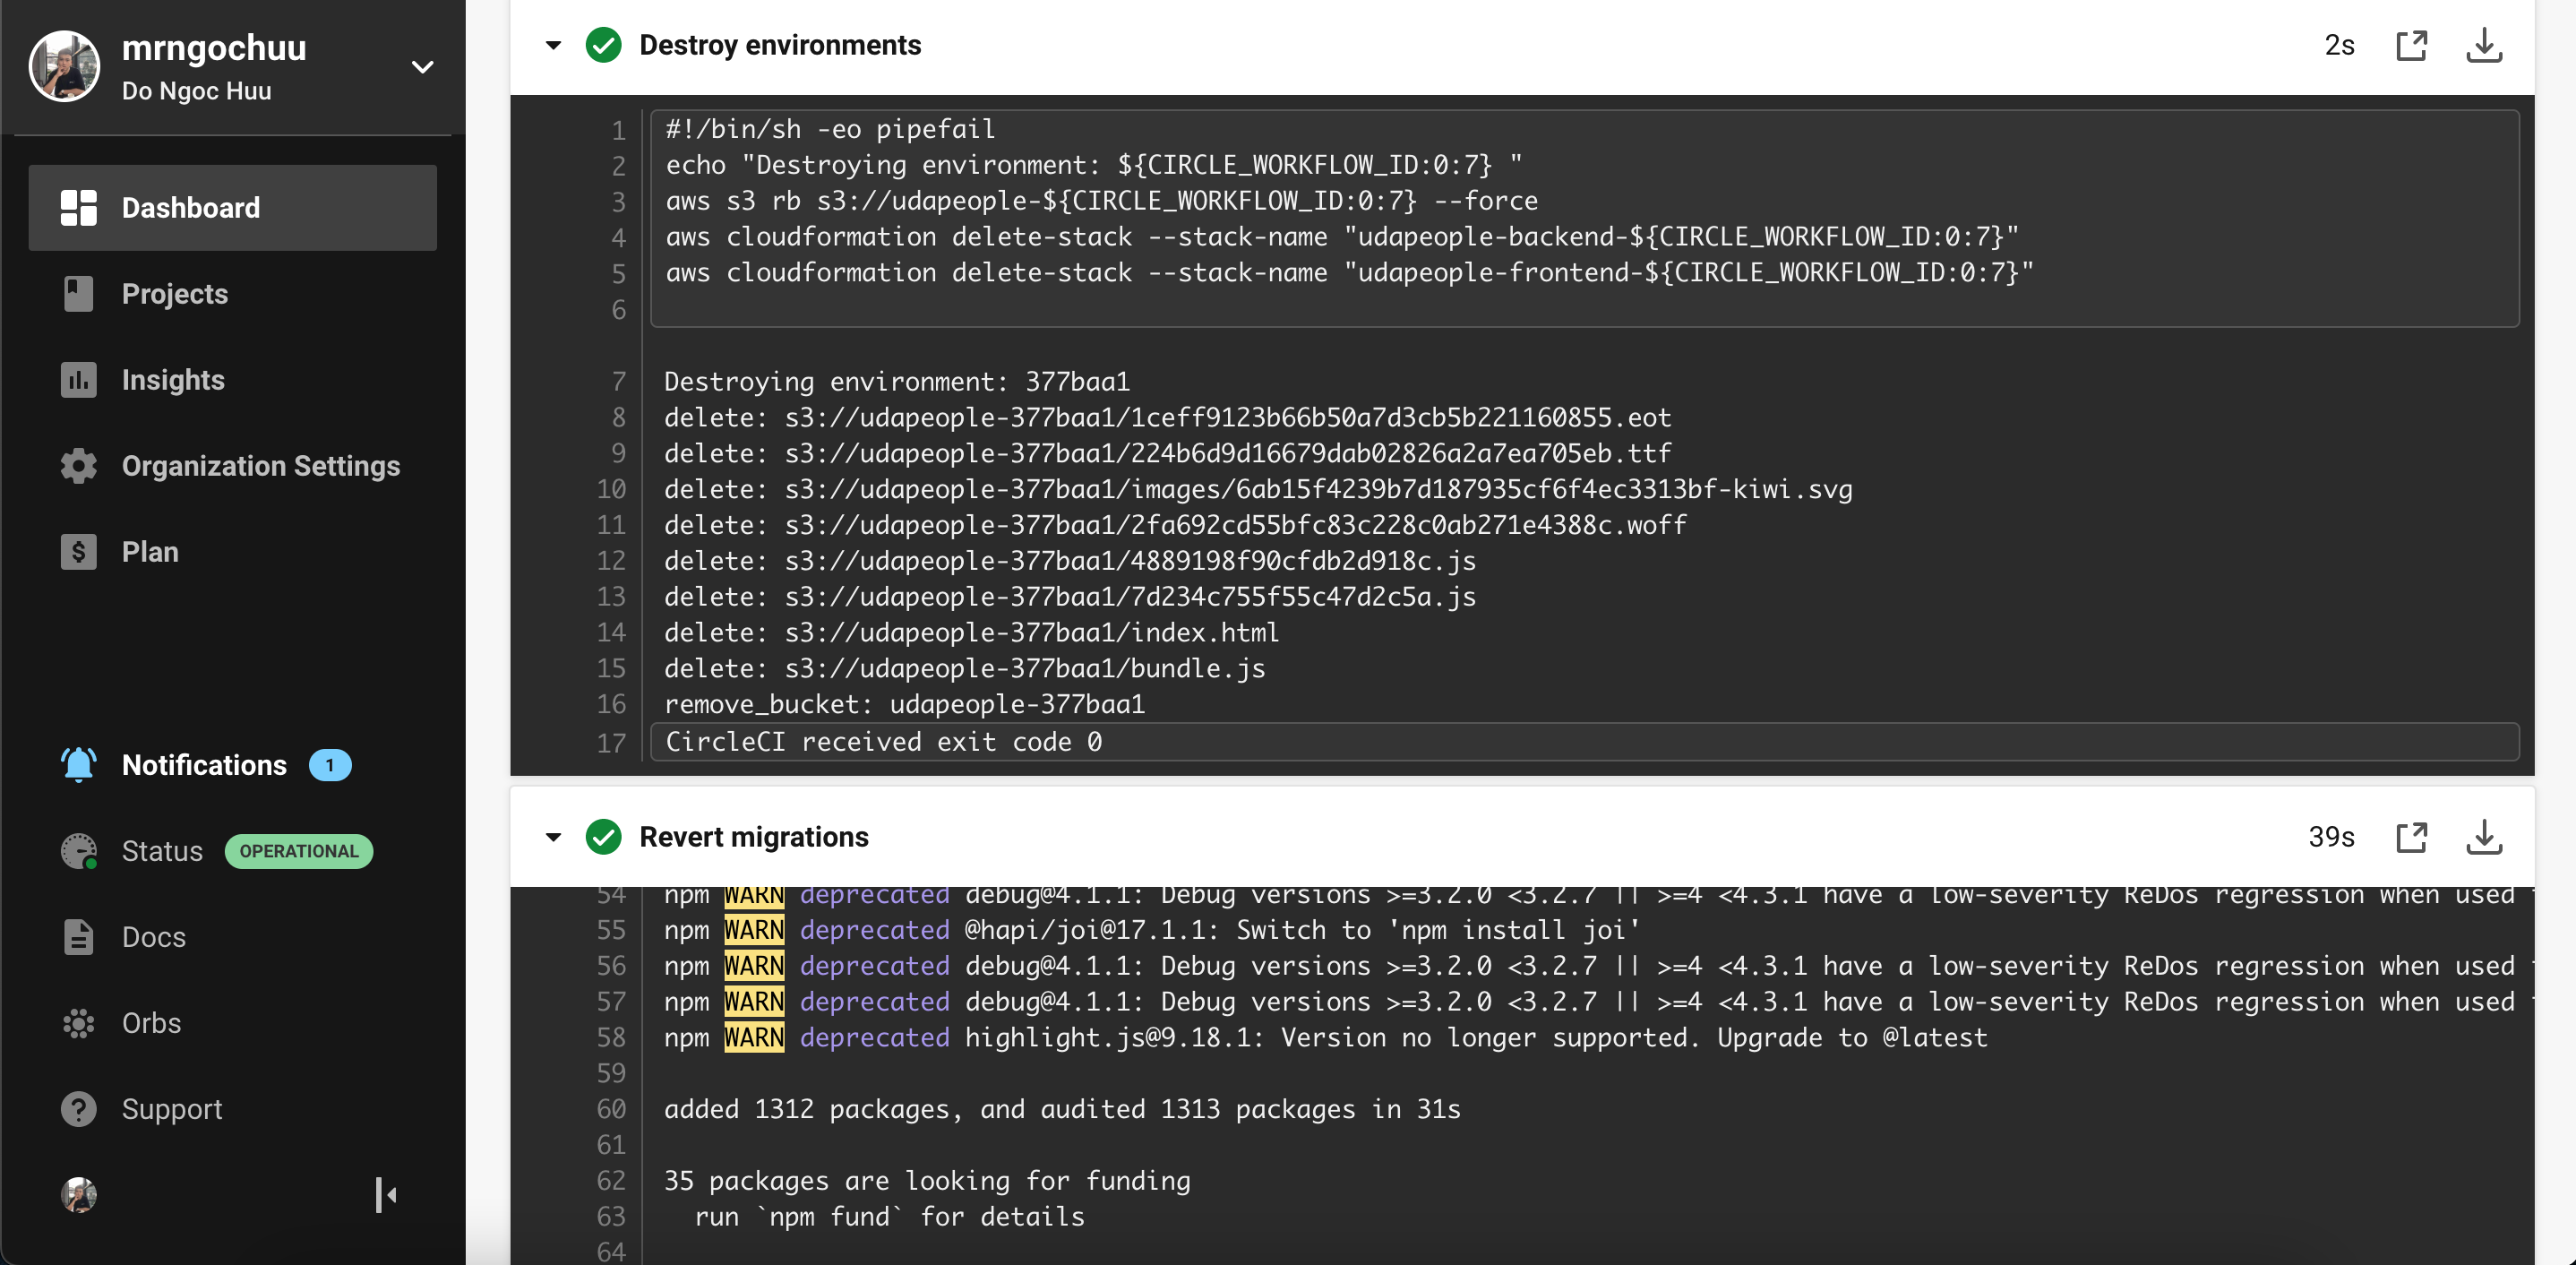 mrngochuu
Do Ngoc Huu
Dashboard
Projects
Insights
Organization Settings
Plan
Notifications 1
Status OPERATIONAL
Docs
Orbs
Support
Destroy environments 2s
1 #!/bin/sh -eo pipefail
2 echo "Destroying environment: ${CIRCLE_WORKFLOW_ID:0:7} "
3 aws s3 rb s3://udapeople-${CIRCLE_WORKFLOW_ID:0:7} --force
4 aws cloudformation delete-stack --stack-name "udapeople-backend-${CIRCLE_WORKFLOW_ID:0:7}"
5 aws cloudformation delete-stack --stack-name "udapeople-frontend-${CIRCLE_WORKFLOW_ID:0:7}"
6
7 Destroying environment: 377baa1
8 delete: s3://udapeople-377baa1/1ceff9123b66b50a7d3cb5b221160855.eot
9 delete: s3://udapeople-377baa1/224b6d9d16679dab02826a2a7ea705eb.ttf
10 delete: s3://udapeople-377baa1/images/6ab15f4239b7d187935cf6f4ec3313bf-kiwi.svg
11 delete: s3://udapeople-377baa1/2fa692cd55bfc83c228c0ab271e4388c.woff
12 delete: s3://udapeople-377baa1/4889198f90cfdb2d918c.js
13 delete: s3://udapeople-377baa1/7d234c755f55c47d2c5a.js
14 delete: s3://udapeople-377baa1/index.html
15 delete: s3://udapeople-377baa1/bundle.js
16 remove_bucket: udapeople-377baa1
17 CircleCI received exit code 0
Revert migrations 39s
54 npm WARN deprecated debug@4.1.1: Debug versions >=3.2.0 <3.2.7 || >=4 <4.3.1 have a low-severity ReDos regression when used
55 npm WARN deprecated @hapi/joi@17.1.1: Switch to 'npm install joi'
56 npm WARN deprecated debug@4.1.1: Debug versions >=3.2.0 <3.2.7 || >=4 <4.3.1 have a low-severity ReDos regression when used
57 npm WARN deprecated debug@4.1.1: Debug versions >=3.2.0 <3.2.7 || >=4 <4.3.1 have a low-severity ReDos regression when used
58 npm WARN deprecated highlight.js@9.18.1: Version no longer supported. Upgrade to @latest
59
60 added 1312 packages, and audited 1313 packages in 31s
61
62 35 packages are looking for funding
63 run `npm fund` for details
64